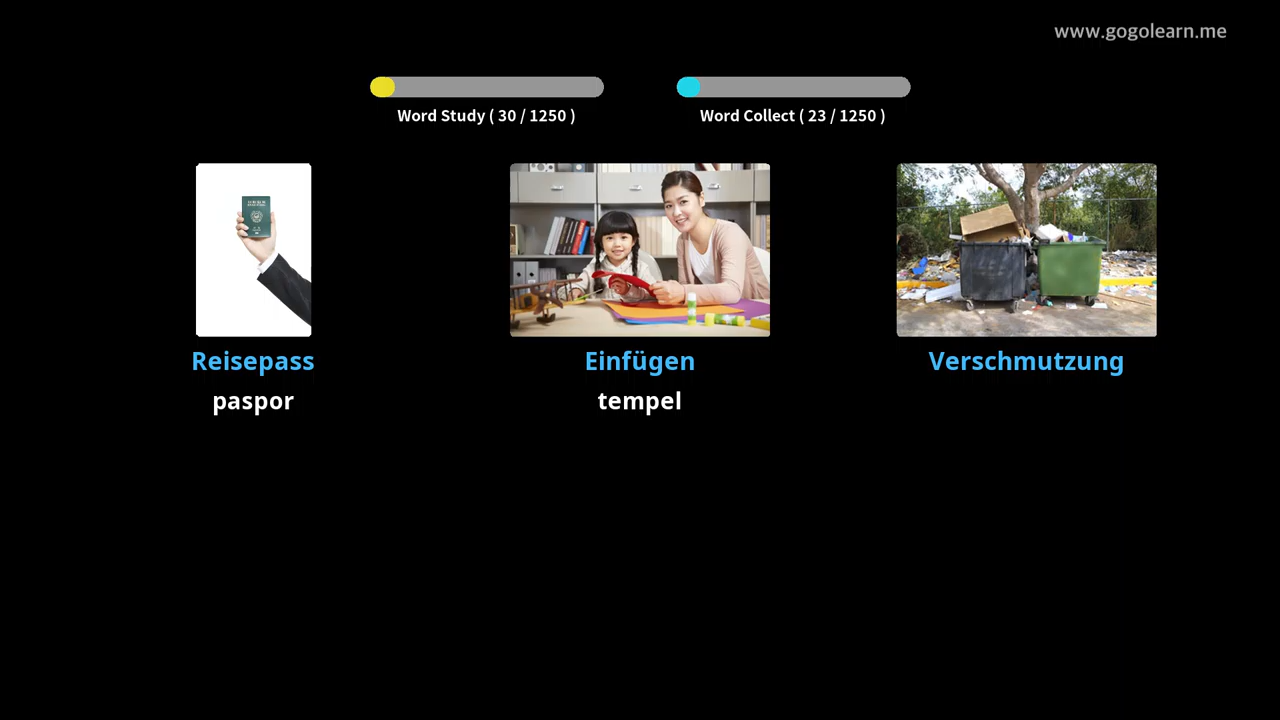 www.gogolearn.me
Word Study ( 30 / 1250 )
Word Collect ( 23 / 1250 )
Reisepass
Einfügen
Verschmutzung
paspor
tempel